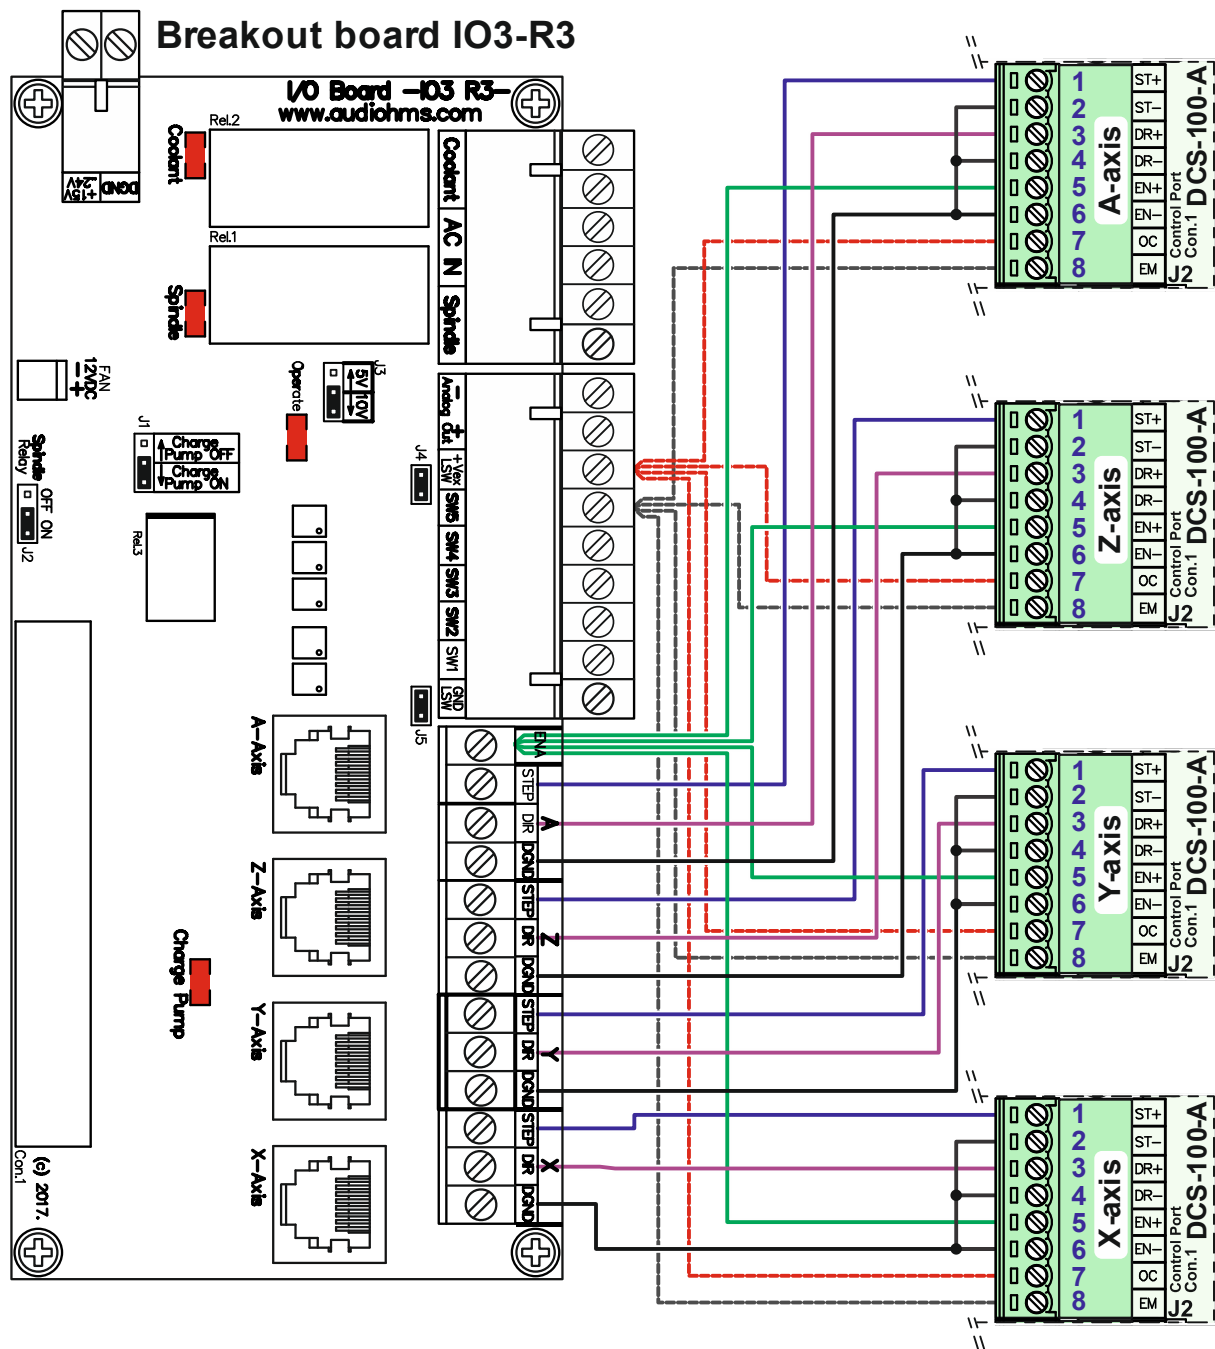 Breakout board IO3-R3
I/O Board -IO3 R3-
www.audiohms.com
+15V
-24V
DGND
Coolant
Rel.2
Rel.1
Spindle
Coolant
AC IN
Spindle
FAN
12VDC
- +
Operate
J3
5V
10V
J1
Charge
Pump OFF
Charge
Pump ON
Spindle
Relay
OFF ON
J2
Rel.3
J4
J5
- +
Analog Out
+Vex
LSW
SW5
SW4
SW3
SW2
SW1
GND
LSW
ENA
STEP
DIR
A
DGND
STEP
DIR
Z
DGND
STEP
DIR
Y
DGND
STEP
DIR
X
DGND
A-Axis
Z-Axis
Y-Axis
X-Axis
Charge Pump
Con.1
(c) 2017.
1 ST+
2 ST-
3 DR+
4 DR-
5 EN+
6 EN-
7 OC
8 EM
A-axis
Control Port
Con.1
DCS-100-A
J2
1 ST+
2 ST-
3 DR+
4 DR-
5 EN+
6 EN-
7 OC
8 EM
Z-axis
Control Port
Con.1
DCS-100-A
J2
1 ST+
2 ST-
3 DR+
4 DR-
5 EN+
6 EN-
7 OC
8 EM
Y-axis
Control Port
Con.1
DCS-100-A
J2
1 ST+
2 ST-
3 DR+
4 DR-
5 EN+
6 EN-
7 OC
8 EM
X-axis
Control Port
Con.1
DCS-100-A
J2